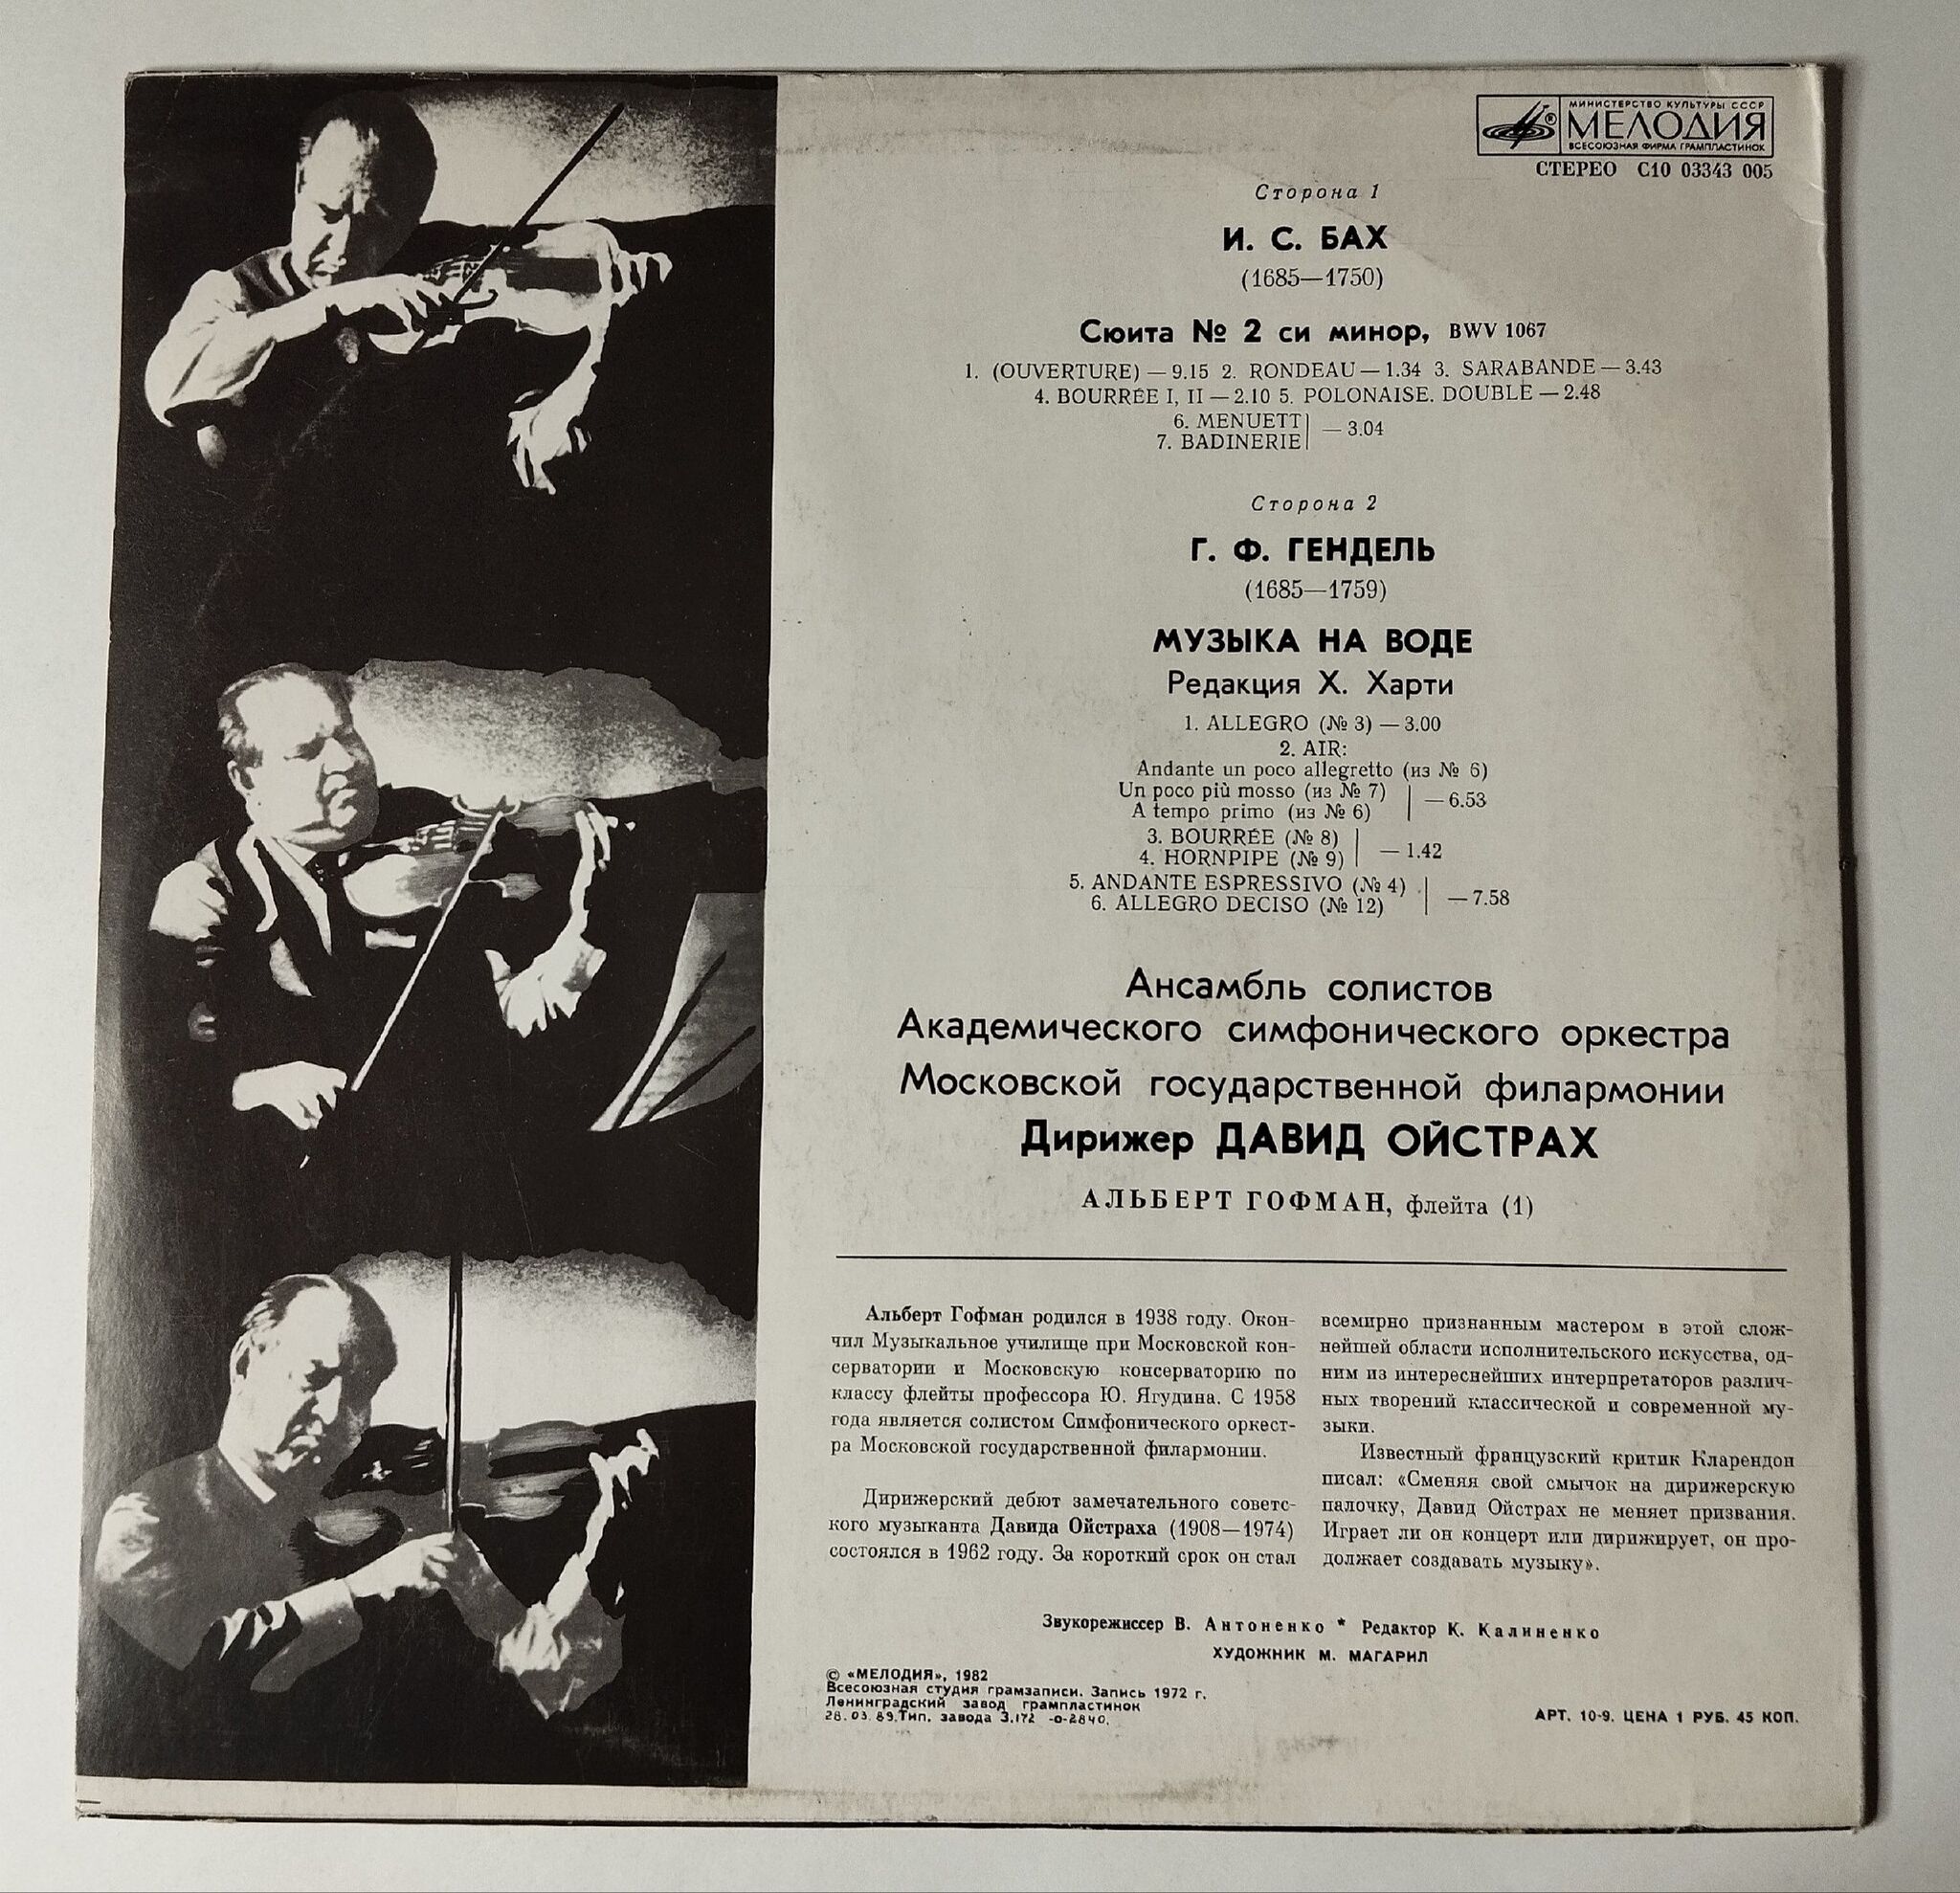 МИНИСТЕРСТВО КУЛЬТУРЫ СССР
® МЕЛОДИЯ
ВСЕСОЮЗНАЯ ФИРМА ГРАМПЛАСТИНОК
СТЕРЕО С10 03343 005
Сторона 1
И. С. БАХ
(1685—1750)
Сюита № 2 си минор, BWV 1067
1. (OUVERTURE) — 9.15 2. RONDEAU — 1.34 3. SARABANDE — 3.43
4. BOURRÉE I, II — 2.10 5. POLONAISE. DOUBLE — 2.48
6. MENUETT
7. BADINERIE — 3.04
Сторона 2
Г. Ф. ГЕНДЕЛЬ
(1685—1759)
МУЗЫКА НА ВОДЕ
Редакция Х. Харти
1. ALLEGRO (№ 3) — 3.00
2. AIR:
Andante un poco allegretto (из № 6)
Un poco più mosso (из № 7)
A tempo primo (из № 6) — 6.53
3. BOURRÉE (№ 8)
4. HORNPIPE (№ 9) — 1.42
5. ANDANTE ESPRESSIVO (№ 4)
6. ALLEGRO DECISO (№ 12) — 7.58
Ансамбль солистов
Академического симфонического оркестра
Московской государственной филармонии
Дирижер ДАВИД ОЙСТРАХ
АЛЬБЕРТ ГОФМАН, флейта (1)
Альберт Гофман родился в 1938 году. Окон-
чил Музыкальное училище при Московской кон-
серватории и Московскую консерваторию по
классу флейты профессора Ю. Ягудина. С 1958
года является солистом Симфонического оркест-
ра Московской государственной филармонии.
Дирижерский дебют замечательного советс-
кого музыканта Давида Ойстраха (1908—1974)
состоялся в 1962 году. За короткий срок он стал
всемирно признанным мастером в этой слож-
нейшей области исполнительского искусства, од-
ним из интереснейших интерпретаторов различ-
ных творений классической и современной му-
зыки.
Известный французский критик Кларендон
писал: «Сменяя свой смычок на дирижерскую
палочку, Давид Ойстрах не меняет призвания.
Играет ли он концерт или дирижирует, он про-
должает создавать музыку».
Звукорежиссер В. Антоненко * Редактор К. Калиненко
ХУДОЖНИК М. МАГАРИЛ
© «МЕЛОДИЯ», 1982
Всесоюзная студия грамзаписи. Запись 1972 г.
Ленинградский завод грампластинок
28.03.89.Тип. завода З.172 -0-2840.
АРТ. 10-9. ЦЕНА 1 РУБ. 45 КОП.